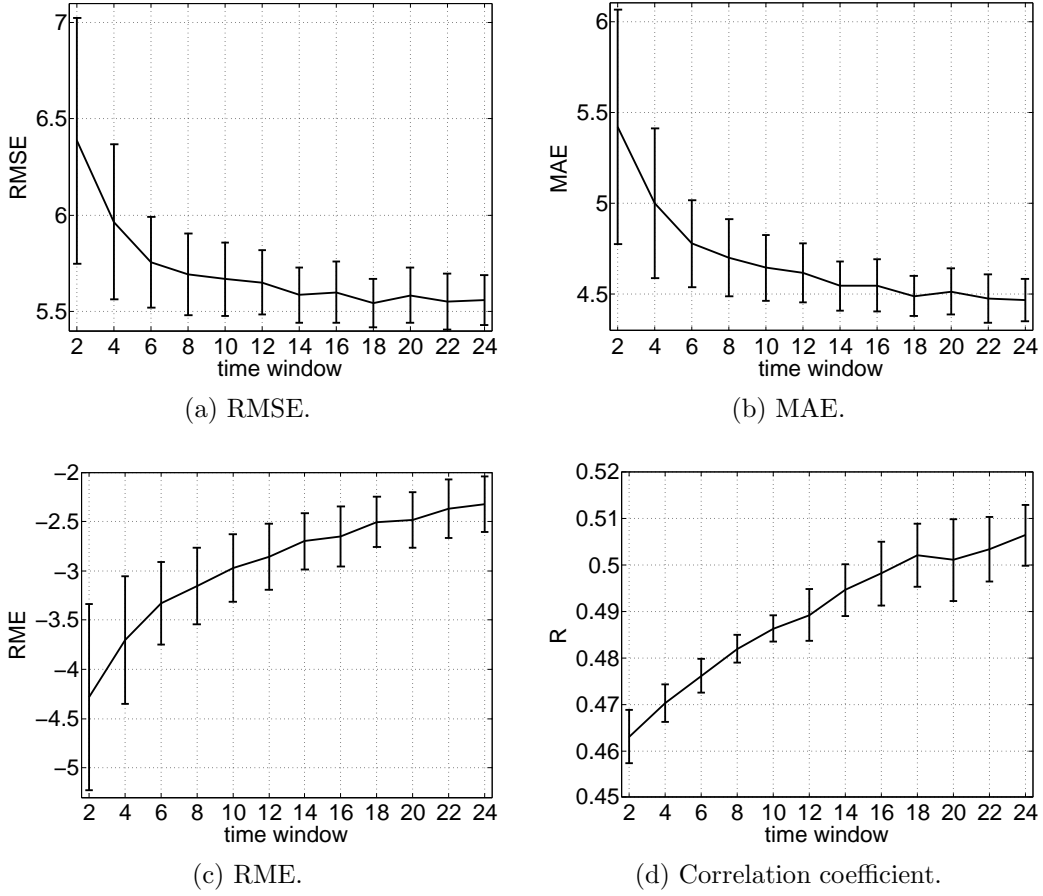 7
6.5
6
5.5
RMSE
2 4 6 8 10 12 14 16 18 20 22 24
time window
(a) RMSE.
6
5.5
5
4.5
MAE
2 4 6 8 10 12 14 16 18 20 22 24
time window
(b) MAE.
−2
−2.5
−3
−3.5
−4
−4.5
−5
RME
2 4 6 8 10 12 14 16 18 20 22 24
time window
(c) RME.
0.52
0.51
0.5
0.49
0.48
0.47
0.46
0.45
R
2 4 6 8 10 12 14 16 18 20 22 24
time window
(d) Correlation coefficient.